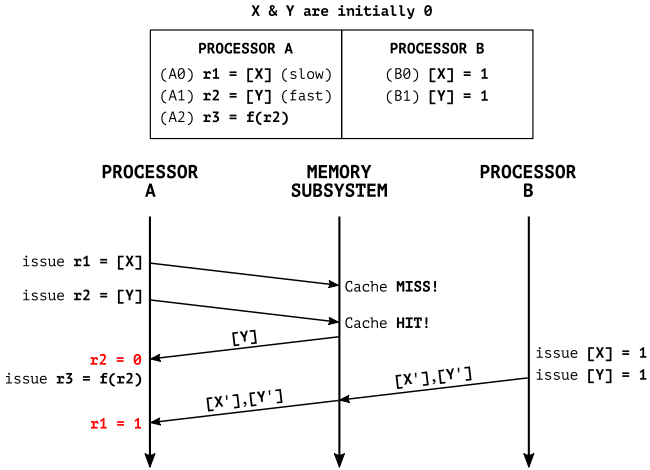 X & Y are initially 0
PROCESSOR A
(A0) r1 = [X] (slow)
(A1) r2 = [Y] (fast)
(A2) r3 = f(r2)
PROCESSOR B
(B0) [X] = 1
(B1) [Y] = 1
PROCESSOR
A
MEMORY
SUBSYSTEM
PROCESSOR
B
issue r1 = [X]
Cache MISS!
issue r2 = [Y]
Cache HIT!
[Y]
r2 = 0
issue r3 = f(r2)
issue [X] = 1
issue [Y] = 1
[X'],[Y']
[X'],[Y']
r1 = 1